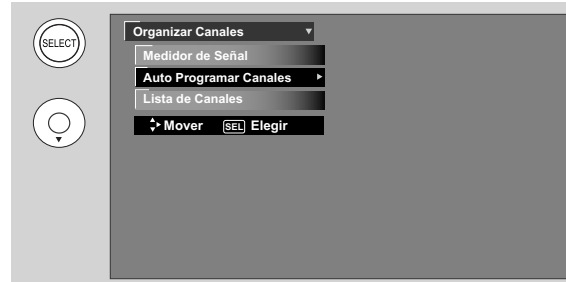 SELECT
Organizar Canales
Medidor de Señal
Auto Programar Canales
Lista de Canales
Mover SEL Elegir